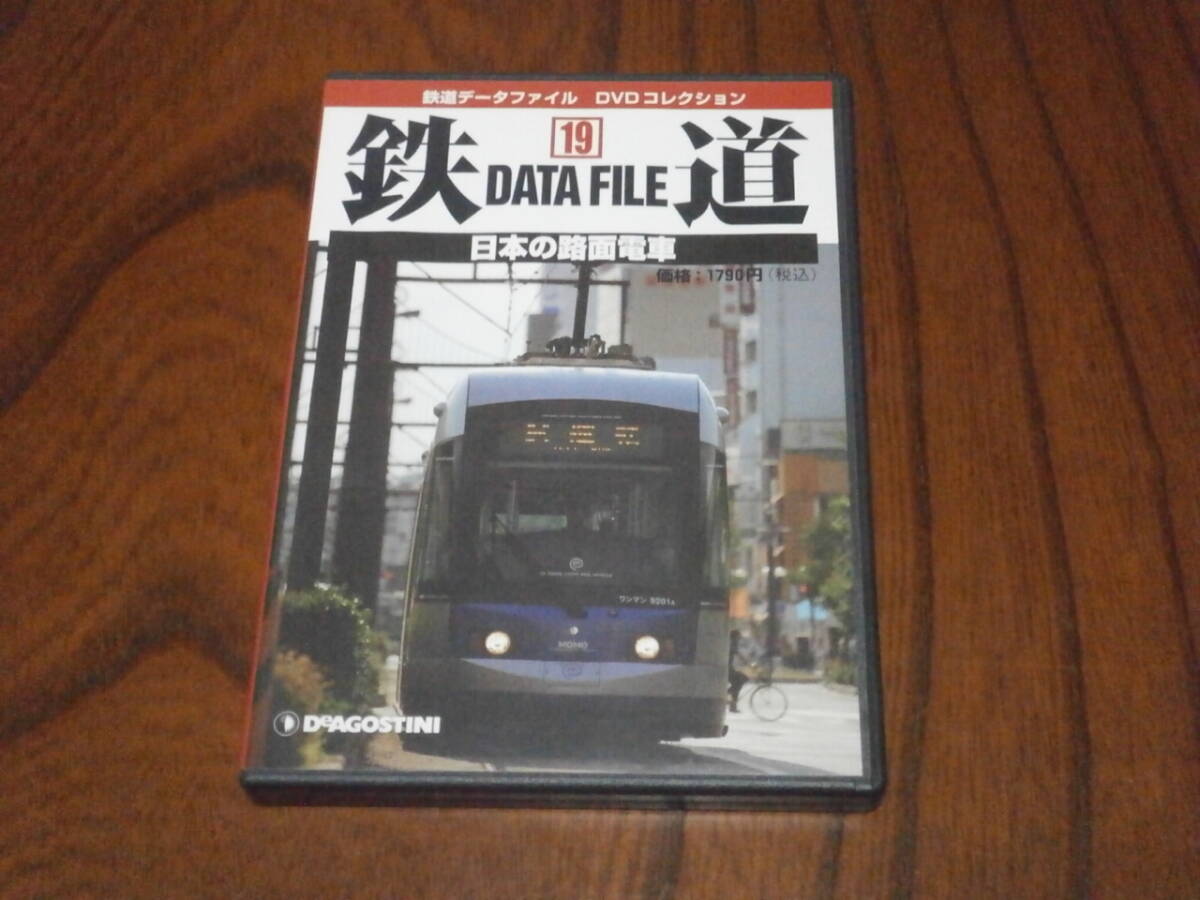 鉄道データファイル DVDコレクション
19
鉄 DATA FILE 道
日本の路面電車
価格：1790円（税込）
ワンマン 9201A
MOMO
DeAGOSTINI